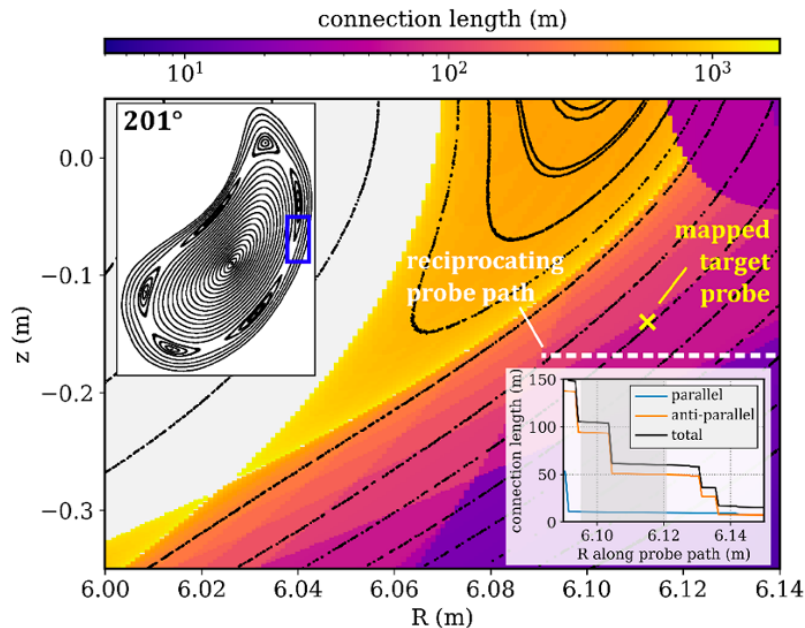 connection length (m)
10¹
10²
10³
201°
0.0
−0.1
−0.2
−0.3
z (m)
reciprocating
probe path
mapped
target
probe
150
100
50
0
connection length (m)
parallel
anti-parallel
total
6.10
6.12
6.14
R along probe path (m)
6.00
6.02
6.04
6.06
6.08
6.10
6.12
6.14
R (m)